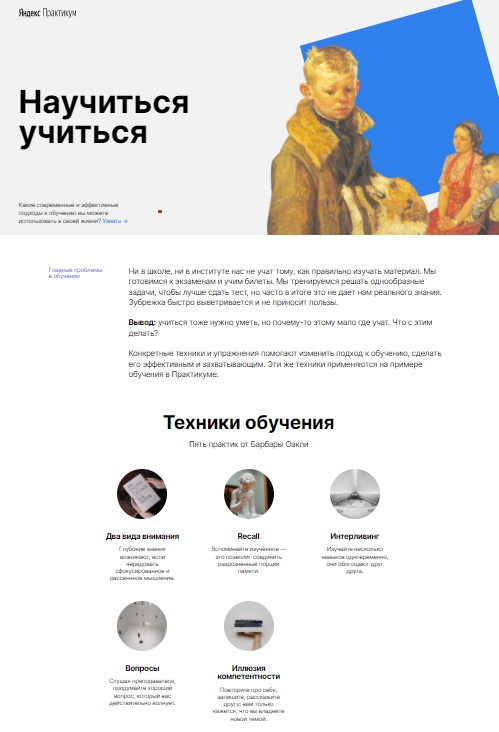 Яндекс Практикум
Научиться
учиться
Какие современные и эффективные
подходы к обучению вы можете
использовать в своей жизни? Узнать →
Главные проблемы
в обучении
Ни в школе, ни в институте нас не учат тому, как правильно изучать материал. Мы
готовимся к экзаменам и учим билеты. Мы тренируемся решать однообразные
задачи, чтобы лучше сдать тест, но часто в итоге это не дает нам реального знания.
Зубрежка быстро выветривается и не приносит пользы.
Вывод: учиться тоже нужно уметь, но почему-то этому мало где учат. Что с этим
делать?
Конкретные техники и упражнения помогают изменить подход к обучению, сделать
его эффективным и захватывающим. Эти же техники применяются на примере
обучения в Практикуме.
Техники обучения
Пять практик от Барбары Оакли
Два вида внимания
Глубокие знания
возникают, если
чередовать
сфокусированное и
рассеянное мышление.
Recall
Вспоминайте изученное —
это позволит соединить
разрозненные порции
памяти.
Интерливинг
Изучайте несколько
навыков одновременно,
они обогащают друг
друга.
Вопросы
Слушая преподавателя,
придумайте хороший
вопрос, который вас
действительно волнует.
Иллюзия
компетентности
Повторите про себя,
запишите, расскажите
другу: вам только
кажется, что вы владеете
новой темой.